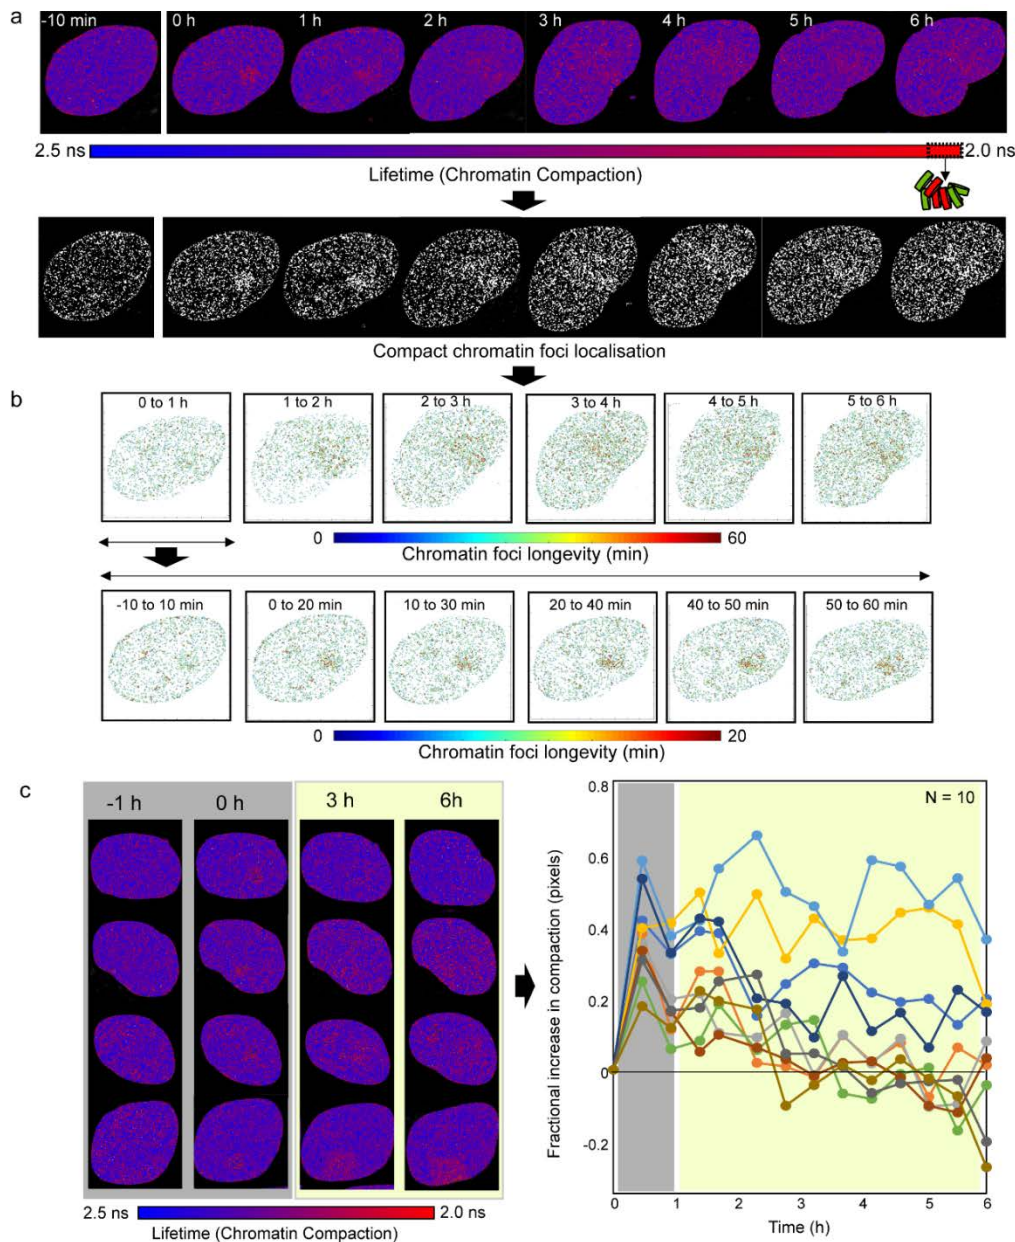 a
-10 min 0 h 1 h 2 h 3 h 4 h 5 h 6 h
2.5 ns 2.0 ns
Lifetime (Chromatin Compaction)
Compact chromatin foci localisation
b
0 to 1 h 1 to 2 h 2 to 3 h 3 to 4 h 4 to 5 h 5 to 6 h
0 60
Chromatin foci longevity (min)
-10 to 10 min 0 to 20 min 10 to 30 min 20 to 40 min 40 to 50 min 50 to 60 min
0 20
Chromatin foci longevity (min)
c
-1 h 0 h 3 h 6h
2.5 ns 2.0 ns
Lifetime (Chromatin Compaction)
N = 10
Fractional increase in compaction (pixels)
0.8
0.6
0.4
0.2
0
-0.2
0 1 2 3 4 5 6
Time (h)